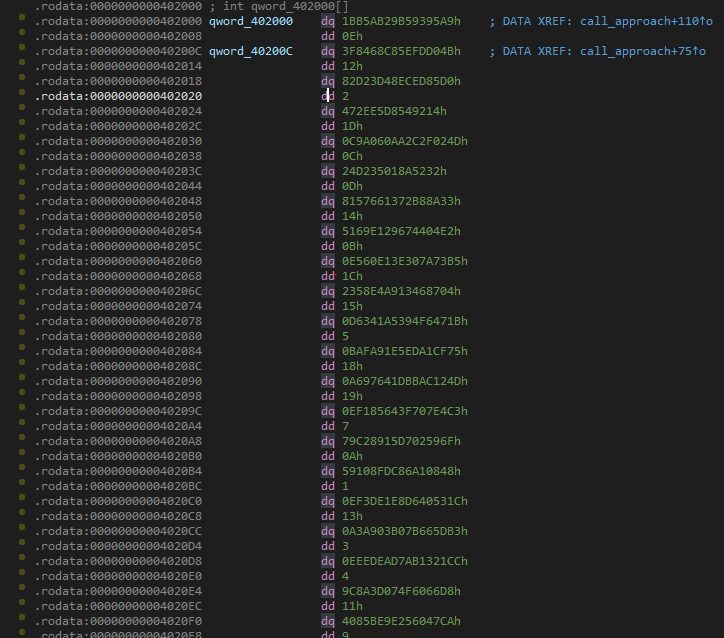 .rodata:0000000000402000 ; int qword_402000[]
.rodata:0000000000402000 qword_402000 dq 1BB5AB29B59395A9h ; DATA XREF: call_approach+110↑o
.rodata:0000000000402008 dd 0Eh
.rodata:000000000040200C qword_40200C dq 3F8468C85EFDD04Bh ; DATA XREF: call_approach+75↑o
.rodata:0000000000402014 dd 12h
.rodata:0000000000402018 dq 82D23D48ECED85D0h
.rodata:0000000000402020 dd 2
.rodata:0000000000402024 dq 472EE5D8549214h
.rodata:000000000040202C dd 1Dh
.rodata:0000000000402030 dq 0C9A060AA2C2F024Dh
.rodata:0000000000402038 dd 0Ch
.rodata:000000000040203C dq 24D235018A5232h
.rodata:0000000000402044 dd 0Dh
.rodata:0000000000402048 dq 8157661372B88A33h
.rodata:0000000000402050 dd 14h
.rodata:0000000000402054 dq 5169E129674404E2h
.rodata:000000000040205C dd 0Bh
.rodata:0000000000402060 dq 0E560E13E307A73B5h
.rodata:0000000000402068 dd 1Ch
.rodata:000000000040206C dq 2358E4A913468704h
.rodata:0000000000402074 dd 15h
.rodata:0000000000402078 dq 0D6341A5394F6471Bh
.rodata:0000000000402080 dd 5
.rodata:0000000000402084 dq 0BAFA91E5EDA1CF75h
.rodata:000000000040208C dd 18h
.rodata:0000000000402090 dq 0A697641DBBAC124Dh
.rodata:0000000000402098 dd 19h
.rodata:000000000040209C dq 0EF185643F707E4C3h
.rodata:00000000004020A4 dd 7
.rodata:00000000004020A8 dq 79C28915D702596Fh
.rodata:00000000004020B0 dd 0Ah
.rodata:00000000004020B4 dq 59108FDC86A10848h
.rodata:00000000004020BC dd 1
.rodata:00000000004020C0 dq 0EF3DE1E8D640531Ch
.rodata:00000000004020C8 dd 13h
.rodata:00000000004020CC dq 0A3A903B07B665DB3h
.rodata:00000000004020D4 dd 3
.rodata:00000000004020D8 dq 0EEEDEAD7AB1321CCh
.rodata:00000000004020E0 dd 4
.rodata:00000000004020E4 dq 9C8A3D074F6066D8h
.rodata:00000000004020EC dd 11h
.rodata:00000000004020F0 dq 4085BE9E256047CAh
.rodata:00000000004020F8 dd 9